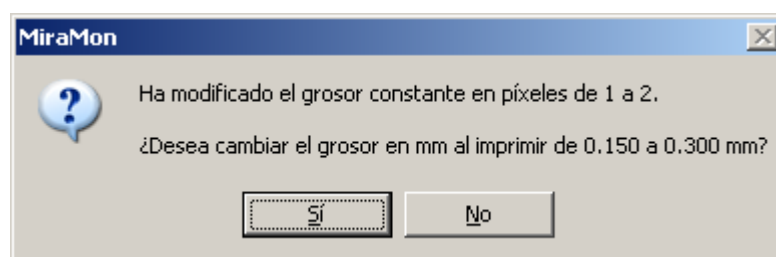 MiraMon
Ha modificado el grosor constante en píxeles de 1 a 2.
¿Desea cambiar el grosor en mm al imprimir de 0.150 a 0.300 mm?
Sí
No